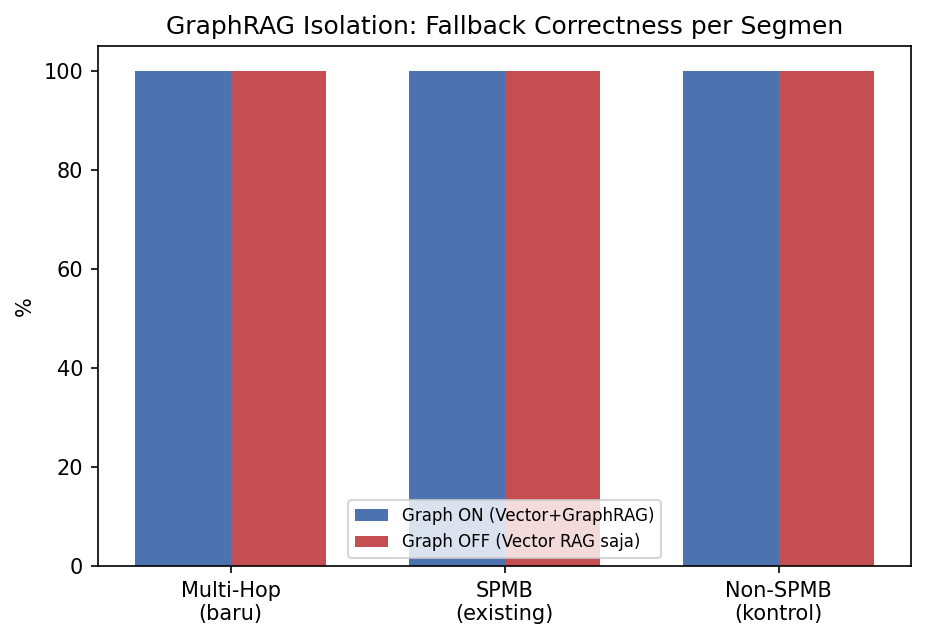 GraphRAG Isolation: Fallback Correctness per Segmen
%
100
80
60
40
20
0
Graph ON (Vector+GraphRAG)
Graph OFF (Vector RAG saja)
Multi-Hop
(baru)
SPMB
(existing)
Non-SPMB
(kontrol)